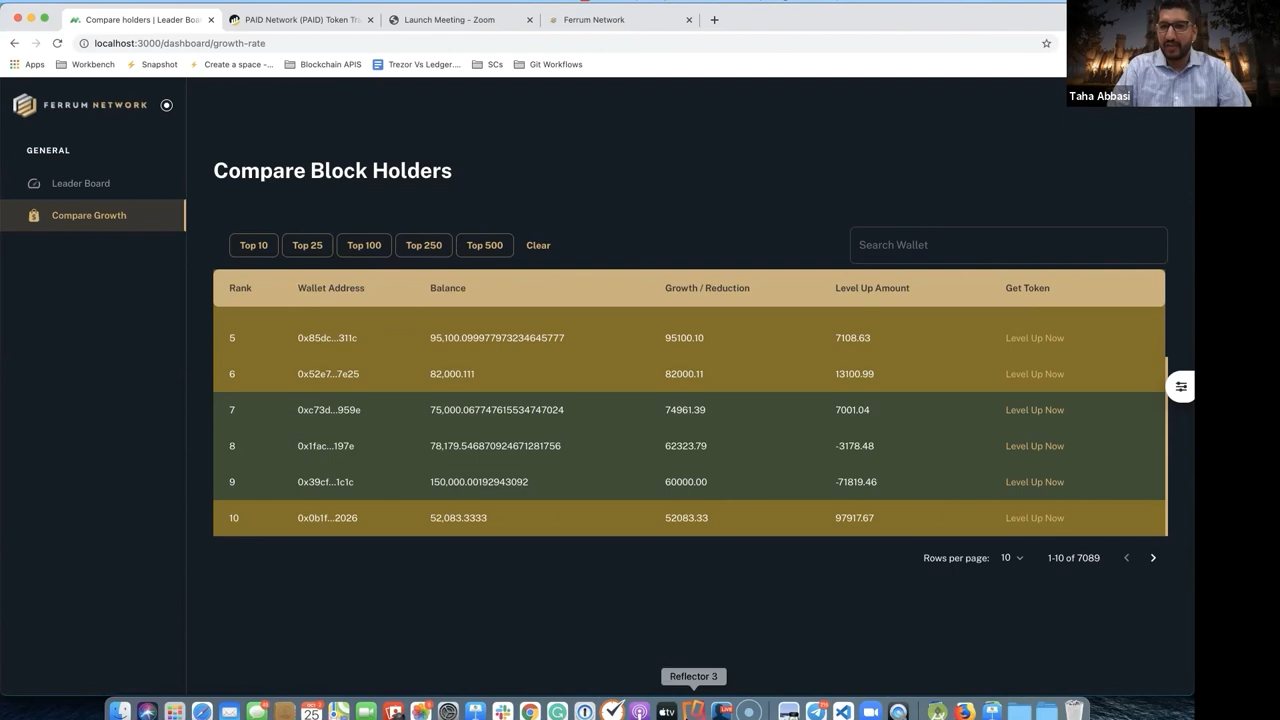 Compare holders | Leader Boa
PAID Network (PAID) Token Tr
Launch Meeting - Zoom
Ferrum Network
localhost:3000/dashboard/growth-rate
Apps
Workbench
Snapshot
Create a space -...
Blockchain APIS
Trezor Vs Ledger....
SCs
Git Workflows
Taha Abbasi
FERRUM NETWORK
GENERAL
Leader Board
Compare Growth
Compare Block Holders
Top 10 Top 25 Top 100 Top 250 Top 500 Clear
Search Wallet
Rank Wallet Address Balance Growth / Reduction Level Up Amount Get Token
5 0x85dc...311c 95,100.099977973234645777 95100.10 7108.63 Level Up Now
6 0x52e7...7e25 82,000.111 82000.11 13100.99 Level Up Now
7 0xc73d...959e 75,000.067747615534747024 74961.39 7001.04 Level Up Now
8 0x1fac...197e 78,179.546870924671281756 62323.79 -3178.48 Level Up Now
9 0x39cf...1c1c 150,000.00192943092 60000.00 -71819.46 Level Up Now
10 0x0b1f...2026 52,083.3333 52083.33 97917.67 Level Up Now
Rows per page: 10 1-10 of 7089
Reflector 3
25
LIVE
tv